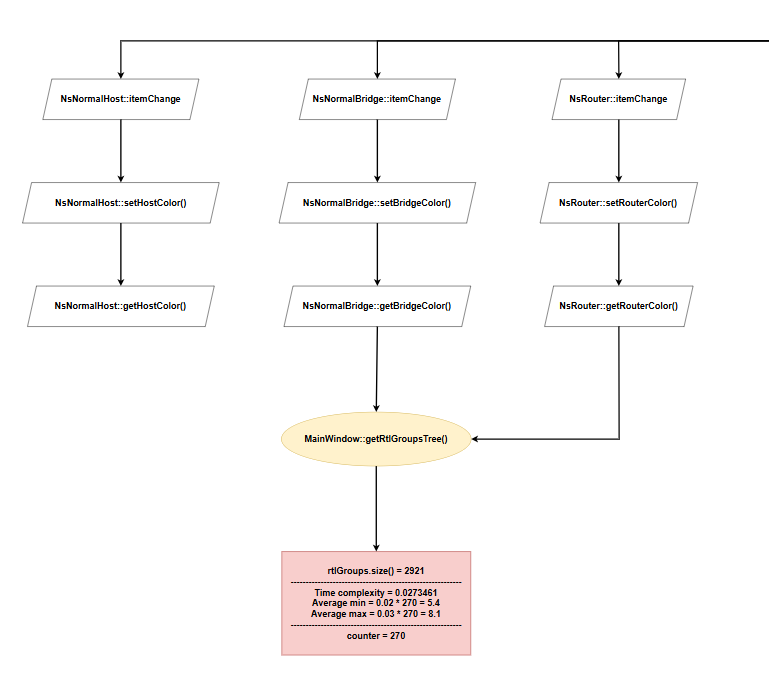 NsNormalHost::itemChange
NsNormalBridge::itemChange
NsRouter::itemChange
NsNormalHost::setHostColor()
NsNormalBridge::setBridgeColor()
NsRouter::setRouterColor()
NsNormalHost::getHostColor()
NsNormalBridge::getBridgeColor()
NsRouter::getRouterColor()
MainWindow::getRtlGroupsTree()
rtlGroups.size() = 2921
Time complexity = 0.0273461
Average min = 0.02 * 270 = 5.4
Average max = 0.03 * 270 = 8.1
counter = 270